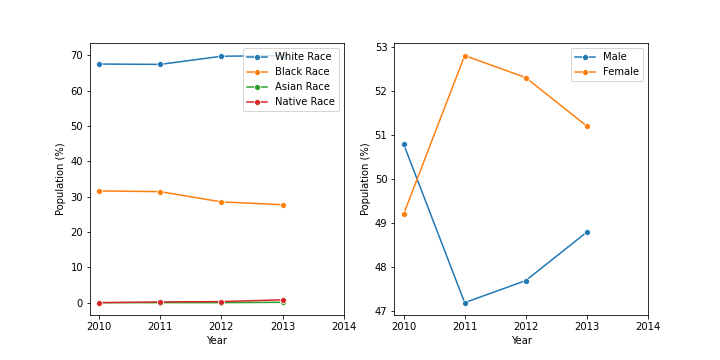 70
60
50
40
30
20
10
0
Population (%)
2010 2011 2012 2013 2014
Year
White Race
Black Race
Asian Race
Native Race
53
52
51
50
49
48
47
Population (%)
2010 2011 2012 2013 2014
Year
Male
Female